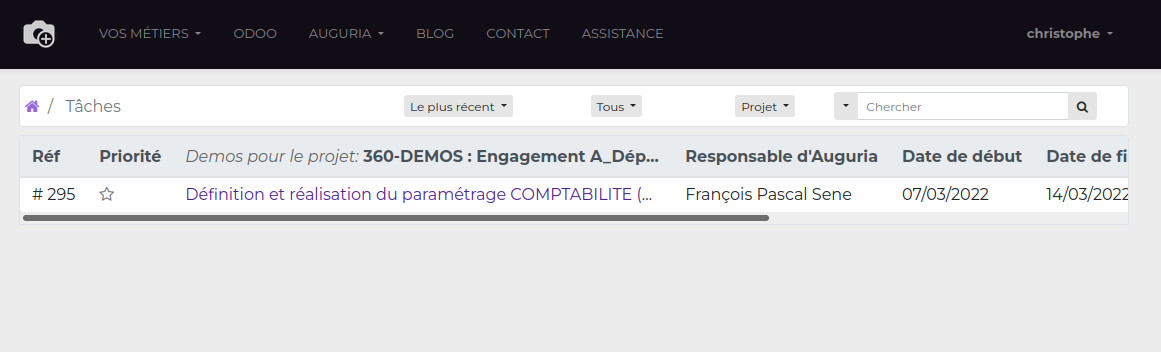 VOS MÉTIERS ODOO AUGURIA BLOG CONTACT ASSISTANCE christophe
/ Tâches Le plus récent Tous Projet Chercher
Réf Priorité Demos pour le projet: 360-DEMOS : Engagement A_Dép... Responsable d'Auguria Date de début Date de fi
# 295 Définition et réalisation du paramétrage COMPTABILITE (... François Pascal Sene 07/03/2022 14/03/2022